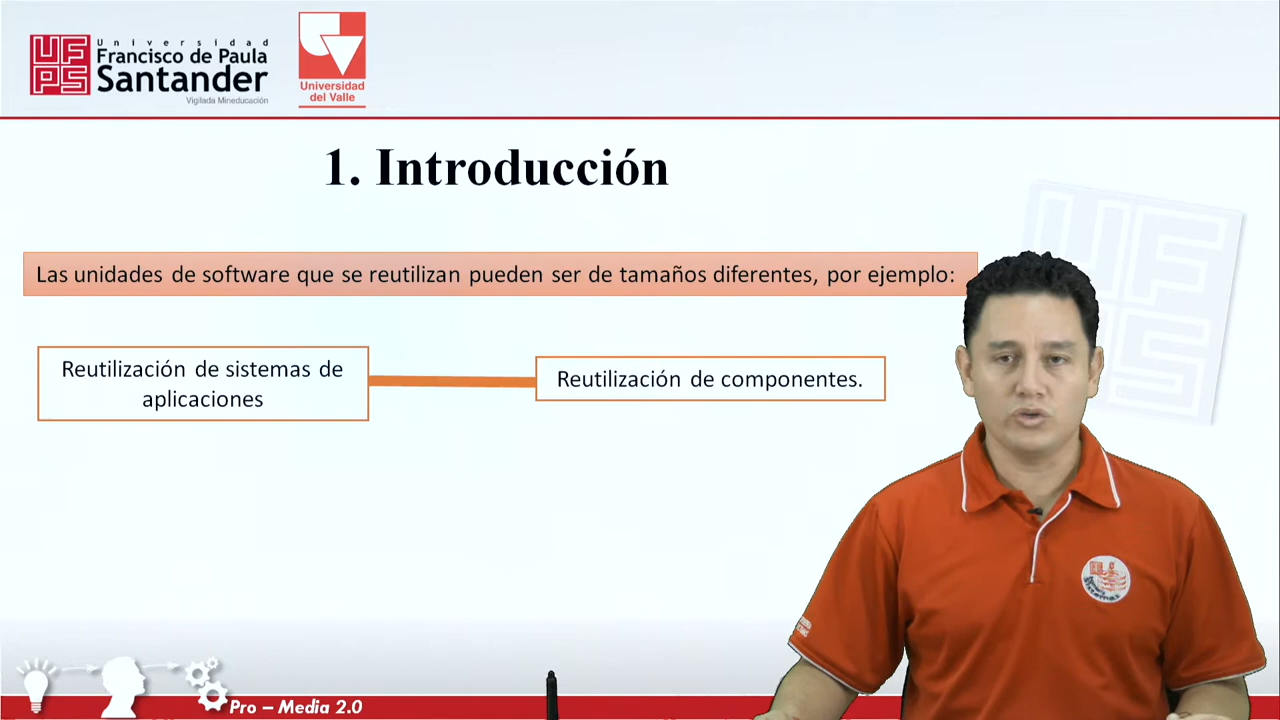 UFPS
Universidad
Francisco de Paula
Santander
Vigilada Mineducación
Universidad
del Valle
1. Introducción
Las unidades de software que se reutilizan pueden ser de tamaños diferentes, por ejemplo:
Reutilización de sistemas de
aplicaciones
Reutilización de componentes.
Pro – Media 2.0